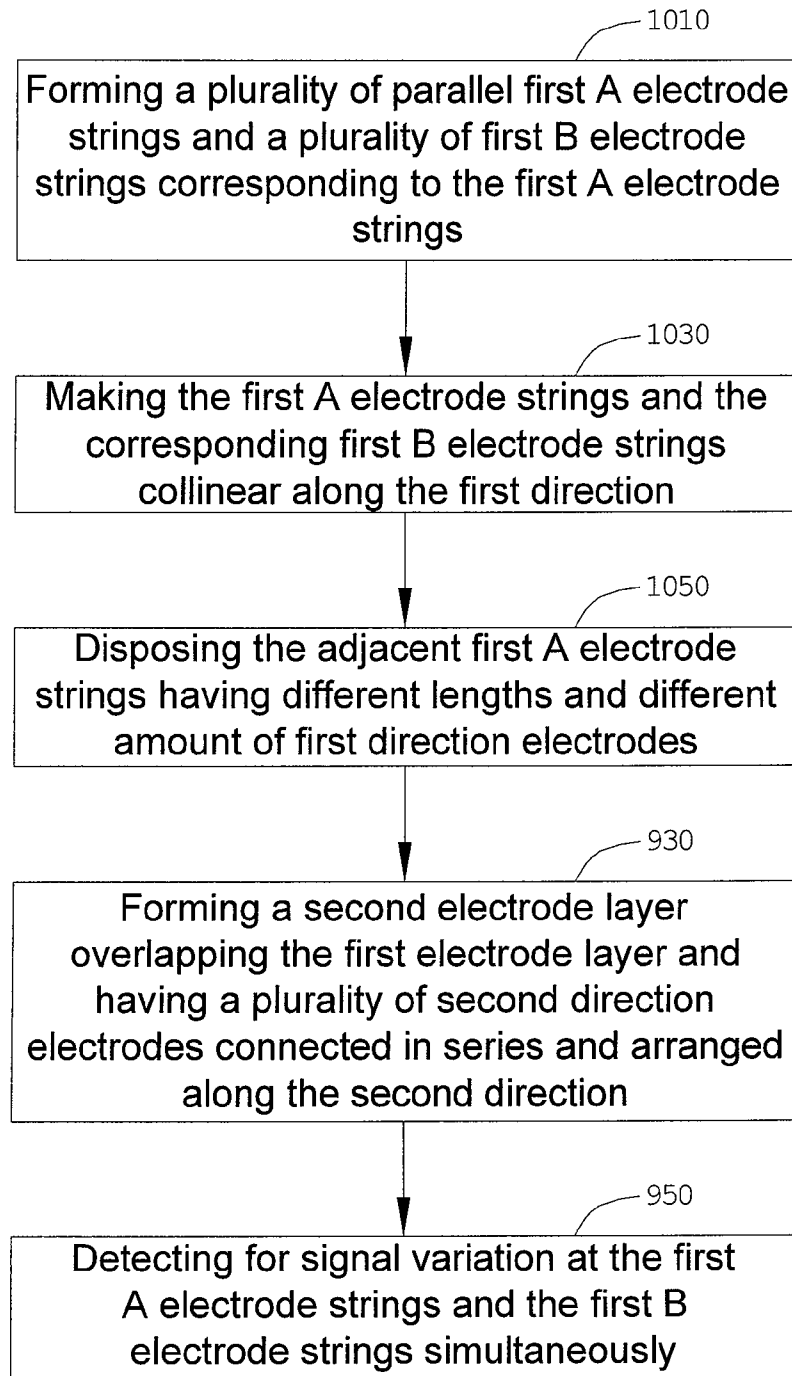 1010
Forming a plurality of parallel first A electrode
strings and a plurality of first B electrode
strings corresponding to the first A electrode
strings
1030
Making the first A electrode strings and the
corresponding first B electrode strings
collinear along the first direction
1050
Disposing the adjacent first A electrode
strings having different lengths and different
amount of first direction electrodes
930
Forming a second electrode layer
overlapping the first electrode layer and
having a plurality of second direction
electrodes connected in series and arranged
along the second direction
950
Detecting for signal variation at the first
A electrode strings and the first B
electrode strings simultaneously